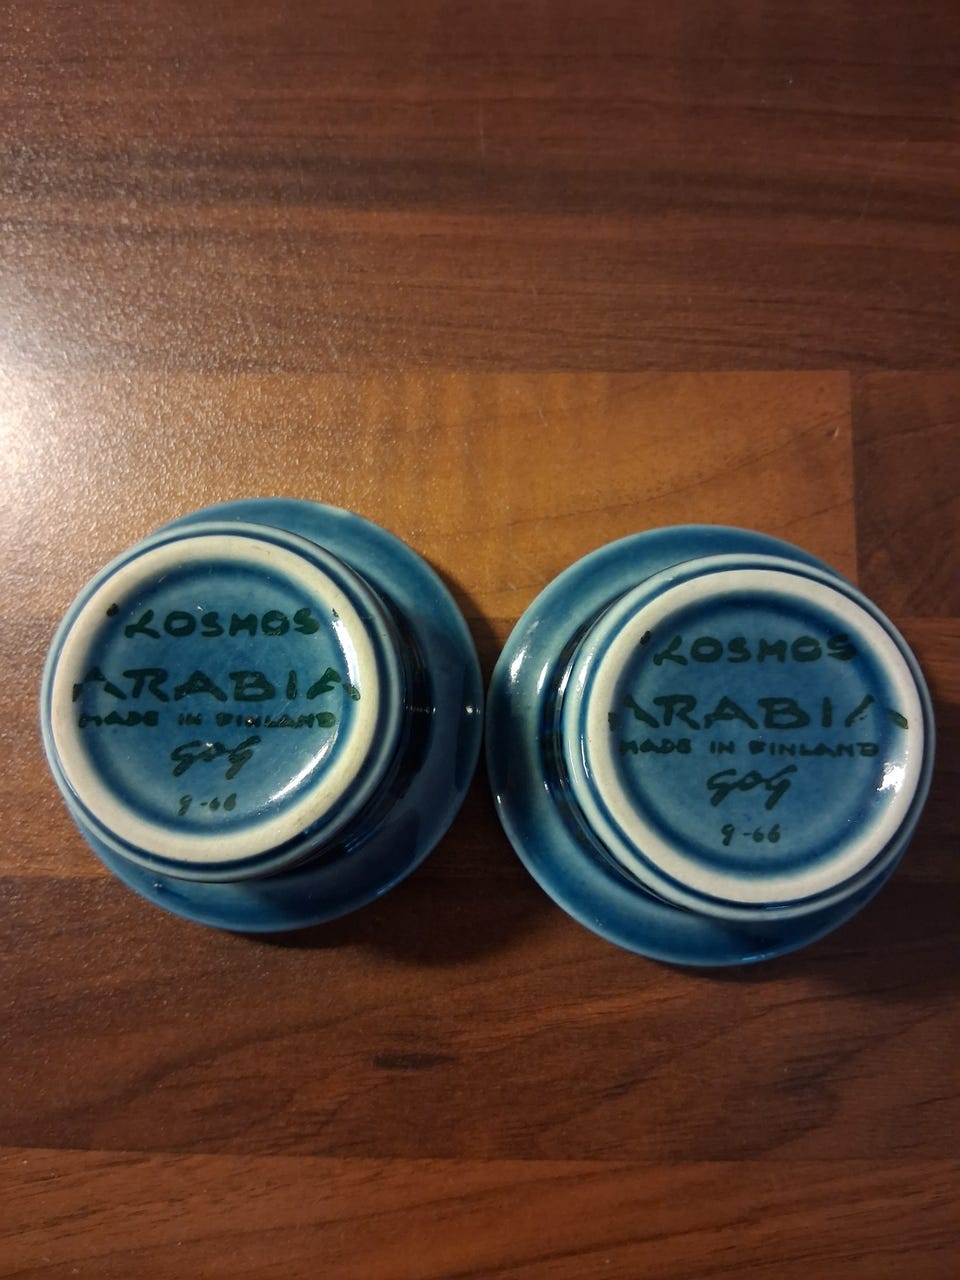 KOSMOS
ARABIA
MADE IN FINLAND
GOG
9-66
KOSMOS
ARABIA
MADE IN FINLAND
GOG
9-66